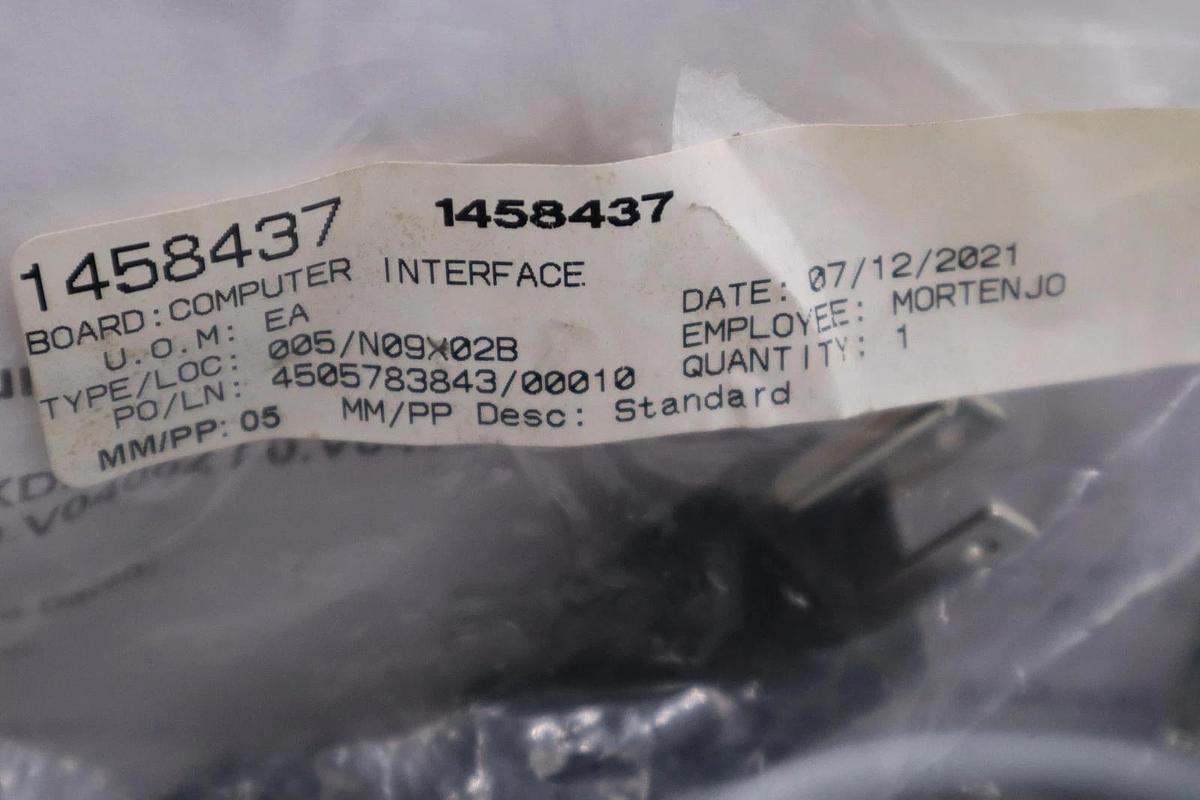 1458437 1458437
BOARD:COMPUTER INTERFACE
U.O.M: EA
TYPE/LOC: 005/N09X02B
PO/LN: 4505783843/00010
MM/PP: 05 MM/PP Desc: Standard
DATE: 07/12/2021
EMPLOYEE: MORTENJO
QUANTITY: 1